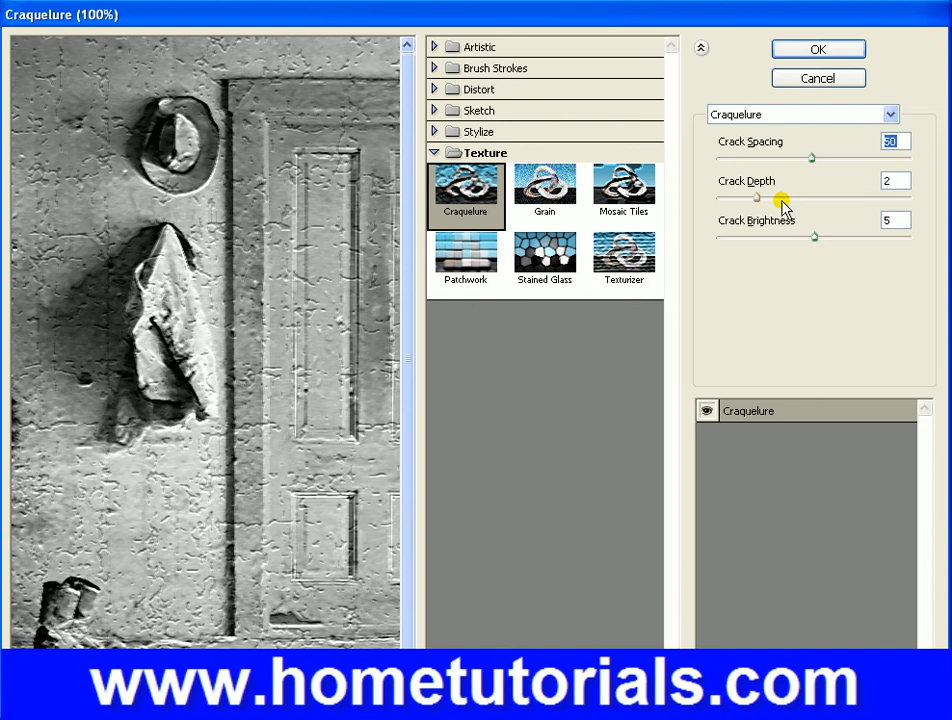 Craquelure (100%)
Artistic
Brush Strokes
Distort
Sketch
Stylize
Texture
Craquelure
Grain
Mosaic Tiles
Patchwork
Stained Glass
Texturizer
OK
Cancel
Craquelure
Crack Spacing 50
Crack Depth 2
Crack Brightness 5
Craquelure
www.hometutorials.com